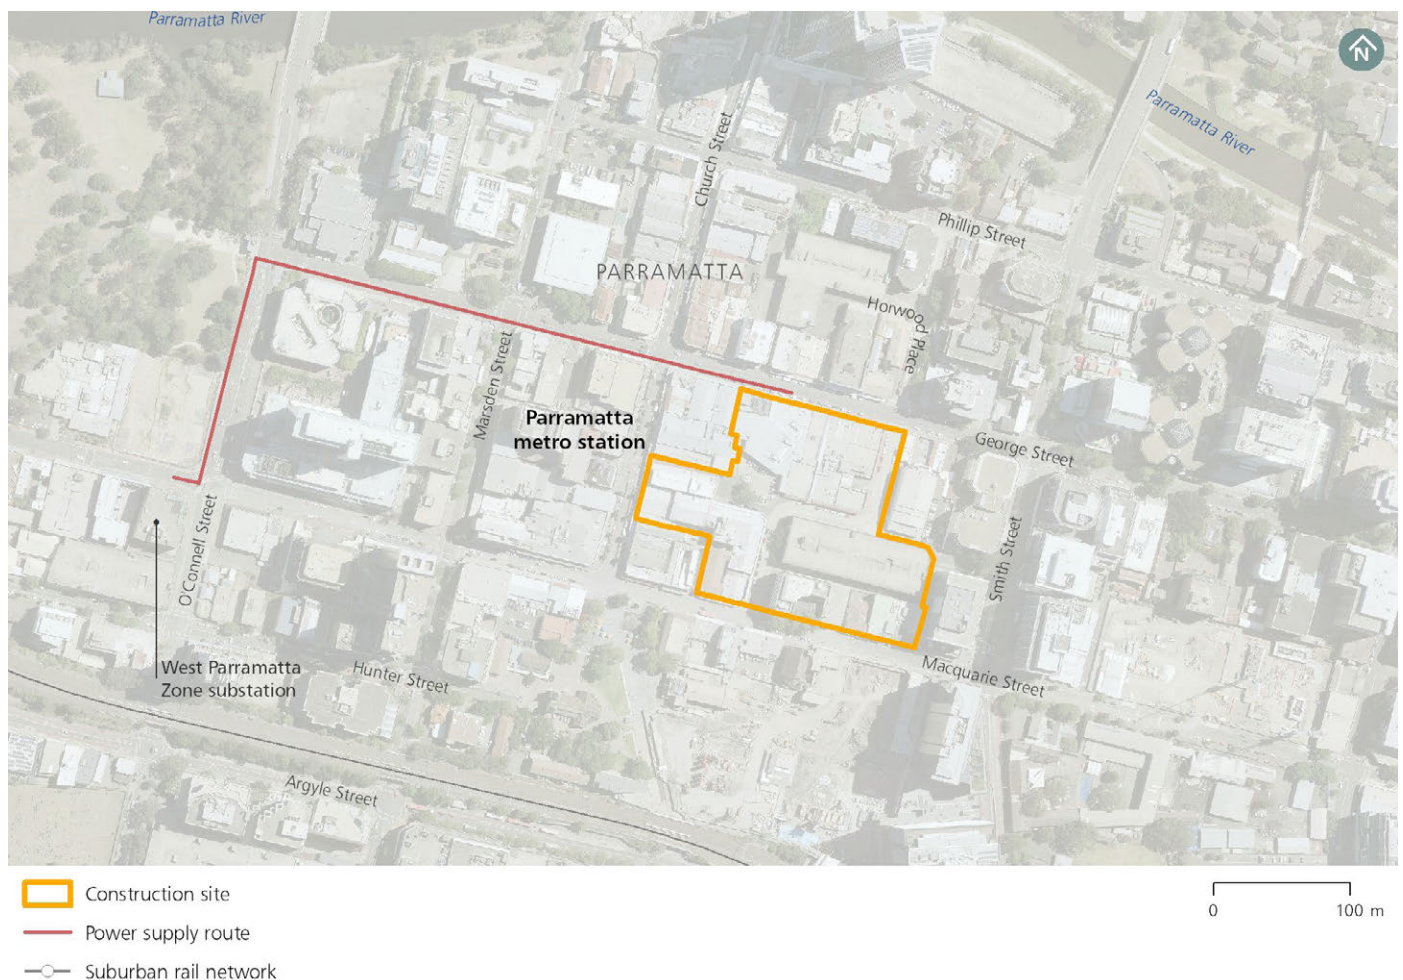 Parramatta River
N
Parramatta River
Church Street
Phillip Street
PARRAMATTA
Horwood Place
Marsden Street
Parramatta
metro station
George Street
O'Connell Street
Smith Street
West Parramatta
Zone substation
Hunter Street
Macquarie Street
Argyle Street
Construction site
Power supply route
Suburban rail network
0
100 m